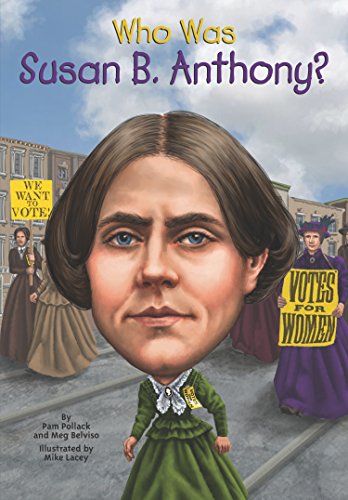 Who Was
Susan B. Anthony?
WE
WANT
TO
VOTE!
VOTES
FOR
WOMEN
By
Pam Pollack
and Meg Belviso
Illustrated by
Mike Lacey